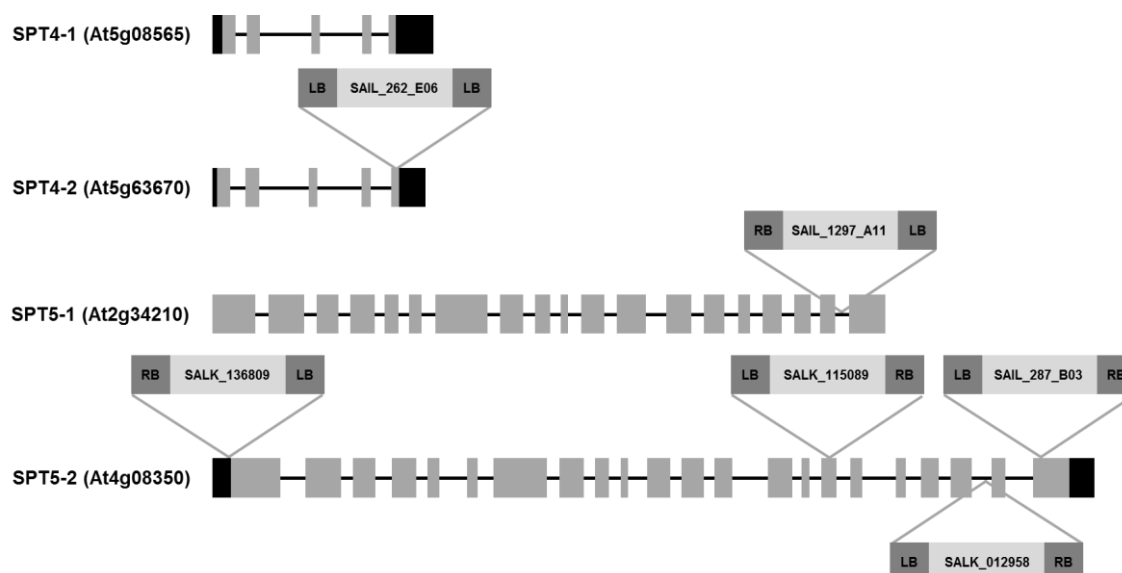 SPT4-1 (At5g08565)
LB SAIL_262_E06 LB
SPT4-2 (At5g63670)
RB SAIL_1297_A11 LB
SPT5-1 (At2g34210)
RB SALK_136809 LB
LB SALK_115089 RB
LB SAIL_287_B03 RB
SPT5-2 (At4g08350)
LB SALK_012958 RB